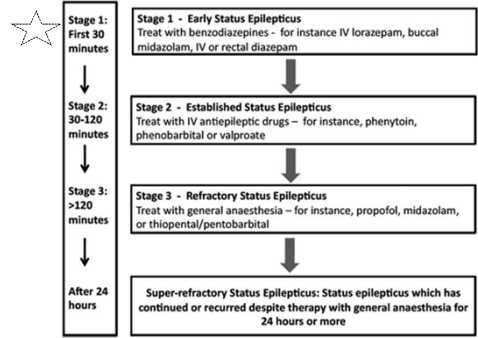 Stage 1:
First 30
minutes
Stage 2:
30-120
minutes
Stage 3:
>120
minutes
After 24
hours
Stage 1 - Early Status Epilepticus
Treat with benzodiazepines - for instance IV lorazepam, buccal
midazolam, IV or rectal diazepam
Stage 2 - Established Status Epilepticus
Treat with IV antiepileptic drugs – for instance, phenytoin,
phenobarbital or valproate
Stage 3 - Refractory Status Epilepticus
Treat with general anaesthesia – for instance, propofol, midazolam,
or thiopental/pentobarbital
Super-refractory Status Epilepticus: Status epilepticus which has
continued or recurred despite therapy with general anaesthesia for
24 hours or more